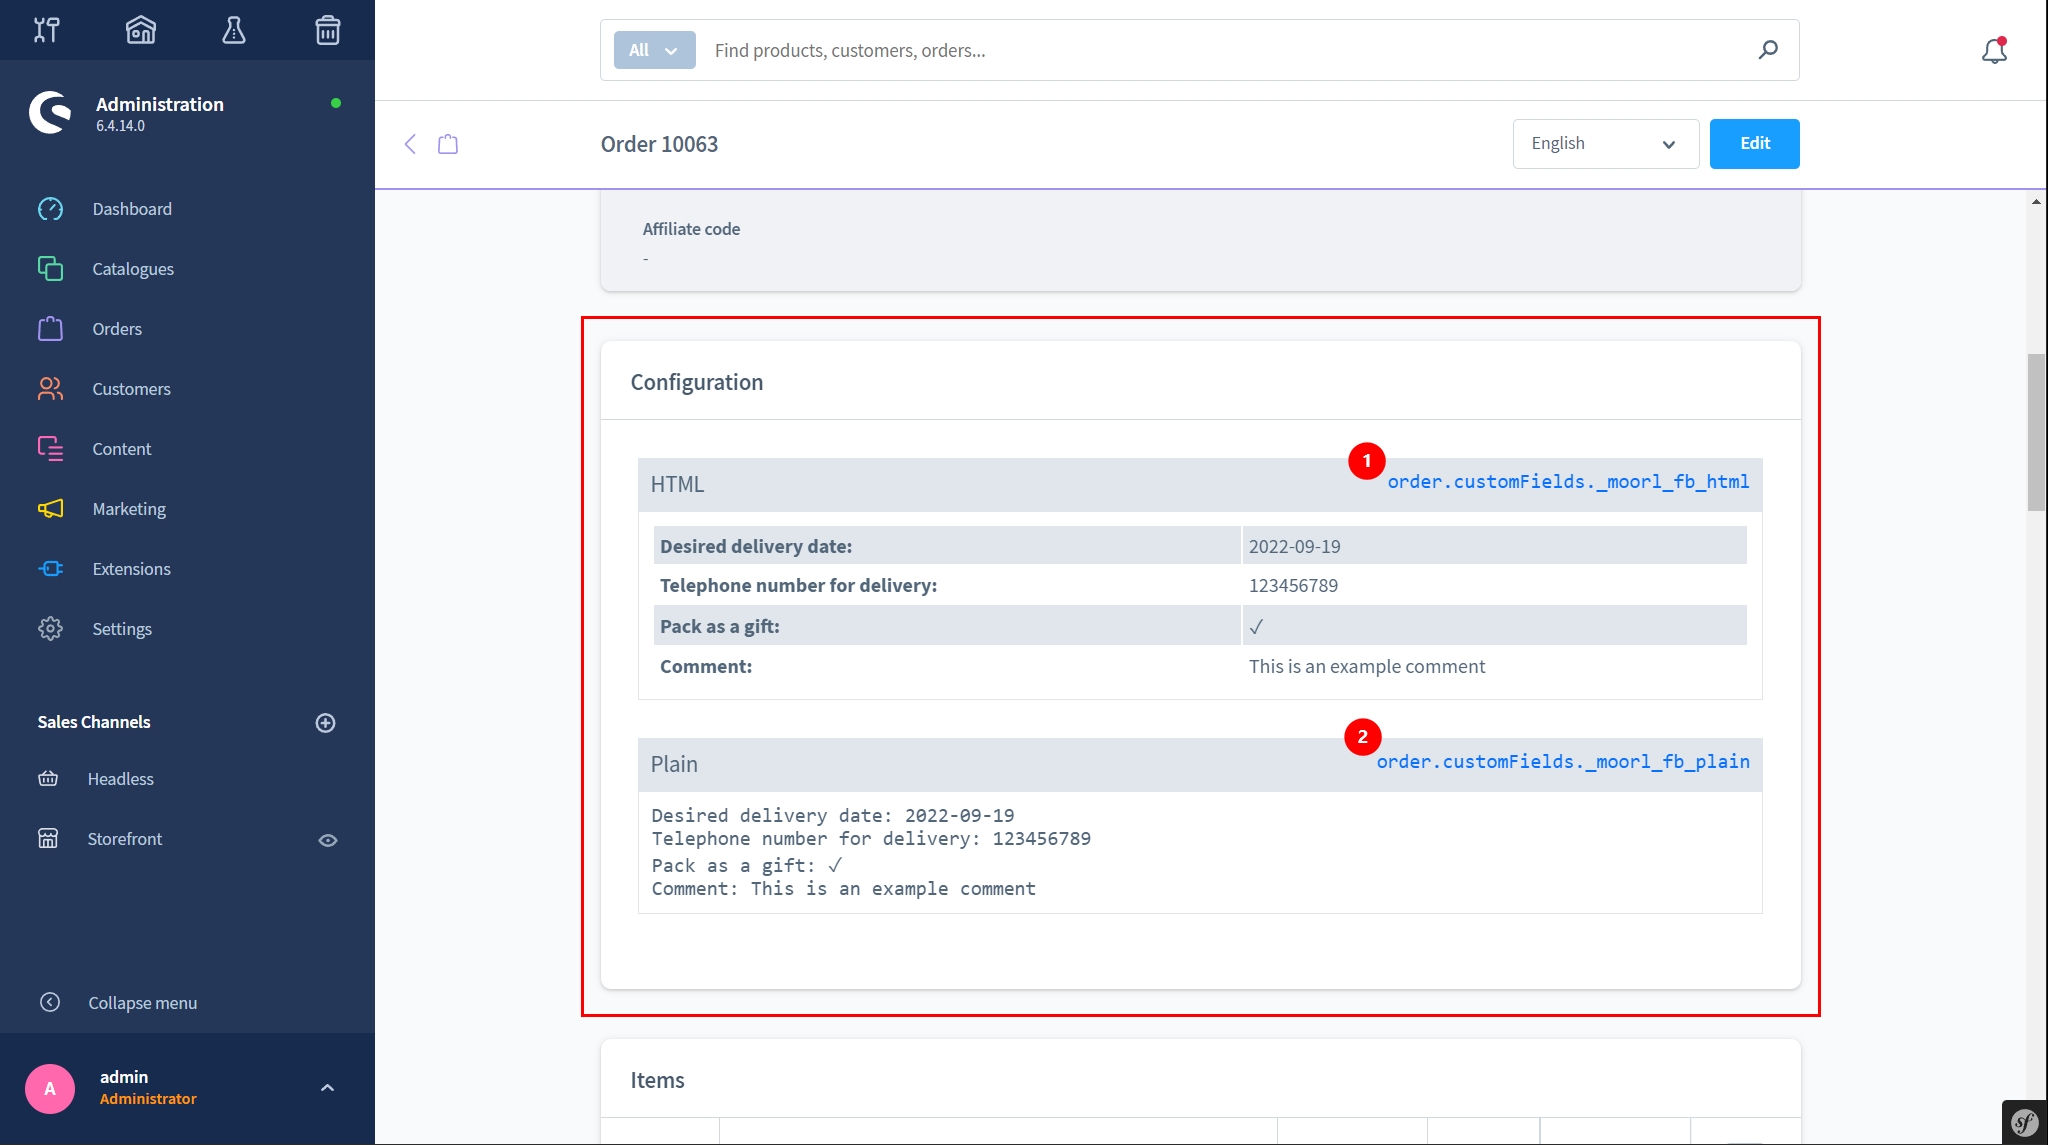 All
Find products, customers, orders...
Administration
6.4.14.0
Order 10063
English
Edit
Dashboard
Catalogues
Orders
Customers
Content
Marketing
Extensions
Settings
Sales Channels
Headless
Storefront
Collapse menu
A
admin
Administrator
Affiliate code
-
Configuration
1
HTML order.customFields._moorl_fb_html
Desired delivery date: 2022-09-19
Telephone number for delivery: 123456789
Pack as a gift: ✓
Comment: This is an example comment
2
Plain order.customFields._moorl_fb_plain
Desired delivery date: 2022-09-19
Telephone number for delivery: 123456789
Pack as a gift: ✓
Comment: This is an example comment
Items
sf